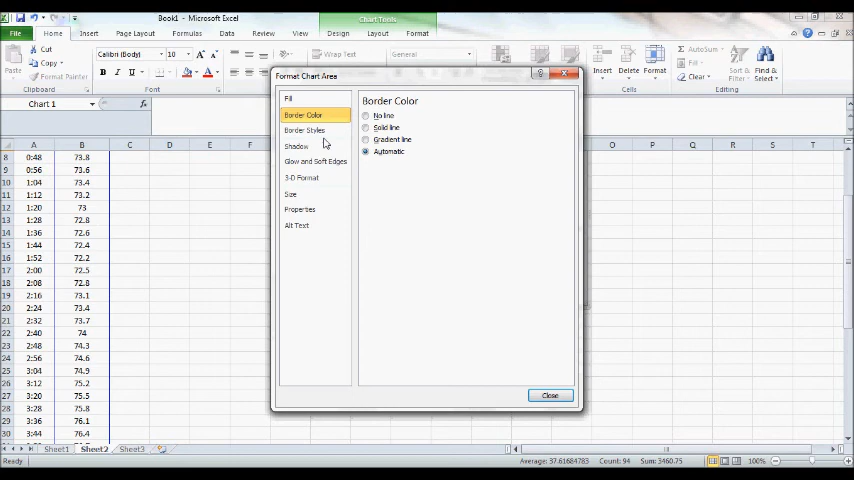 Book1 - Microsoft Excel
Chart Tools
File Home Insert Page Layout Formulas Data Review View Design Layout Format
Cut
Copy
Format Painter
Paste
Clipboard
Calibri (Body) 10
B I U
Font
Wrap Text
General
Insert Delete Format
Cells
AutoSum
Fill
Clear
Sort & Find &
Filter Select
Editing
Chart 1
fx
Format Chart Area
Fill
Border Color
Border Styles
Shadow
Glow and Soft Edges
3-D Format
Size
Properties
Alt Text
Border Color
No line
Solid line
Gradient line
Automatic
Close
A B C D E F O P Q R S T
8 0:48 73.8
9 0:56 73.6
10 1:04 73.4
11 1:12 73.2
12 1:20 73
13 1:28 72.8
14 1:36 72.6
15 1:44 72.4
16 1:52 72.2
17 2:00 72.5
18 2:08 72.8
19 2:16 73.1
20 2:24 73.4
21 2:32 73.7
22 2:40 74
23 2:48 74.3
24 2:56 74.6
25 3:04 74.9
26 3:12 75.2
27 3:20 75.5
28 3:28 75.8
29 3:36 76.1
30 3:44 76.4
Sheet1 Sheet2 Sheet3
Ready
Average: 37.61684783 Count: 94 Sum: 3460.75
100%